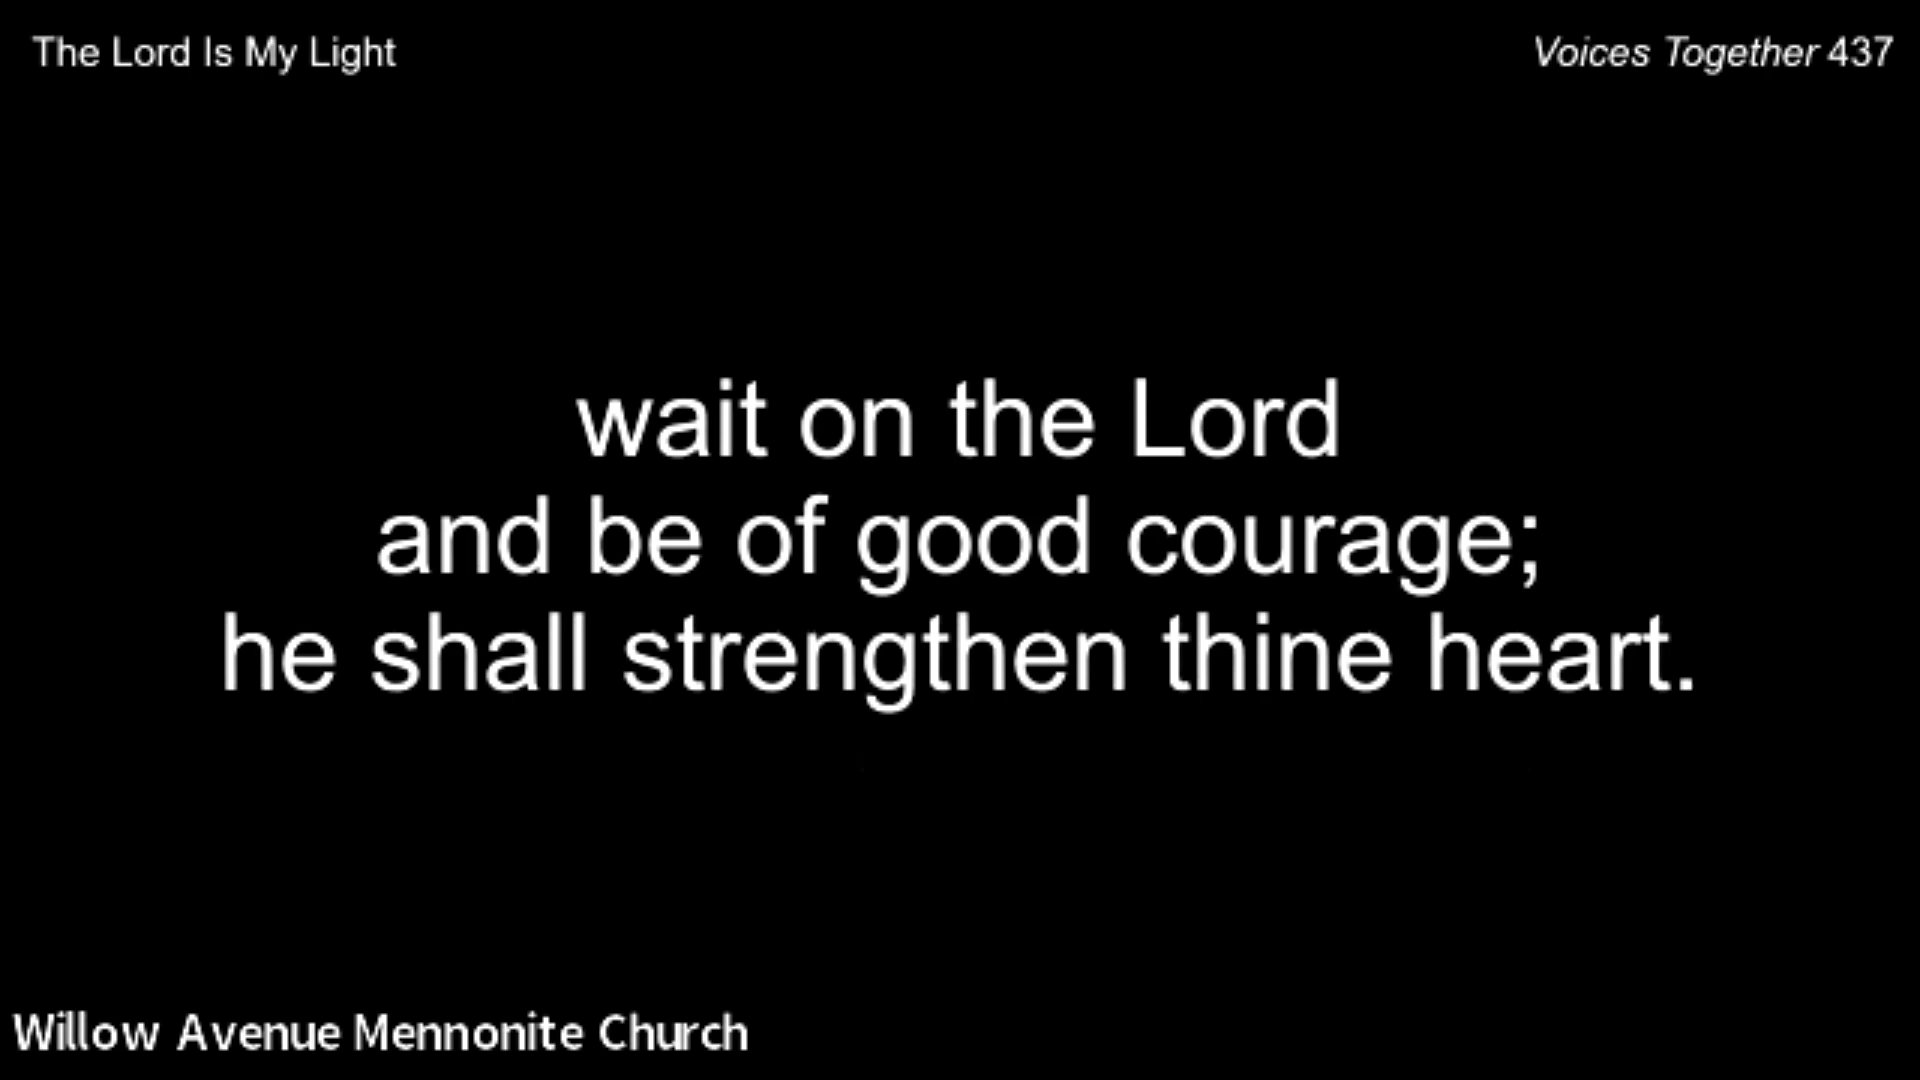 The Lord Is My Light
Voices Together 437
wait on the Lord
and be of good courage;
he shall strengthen thine heart.
Willow Avenue Mennonite Church